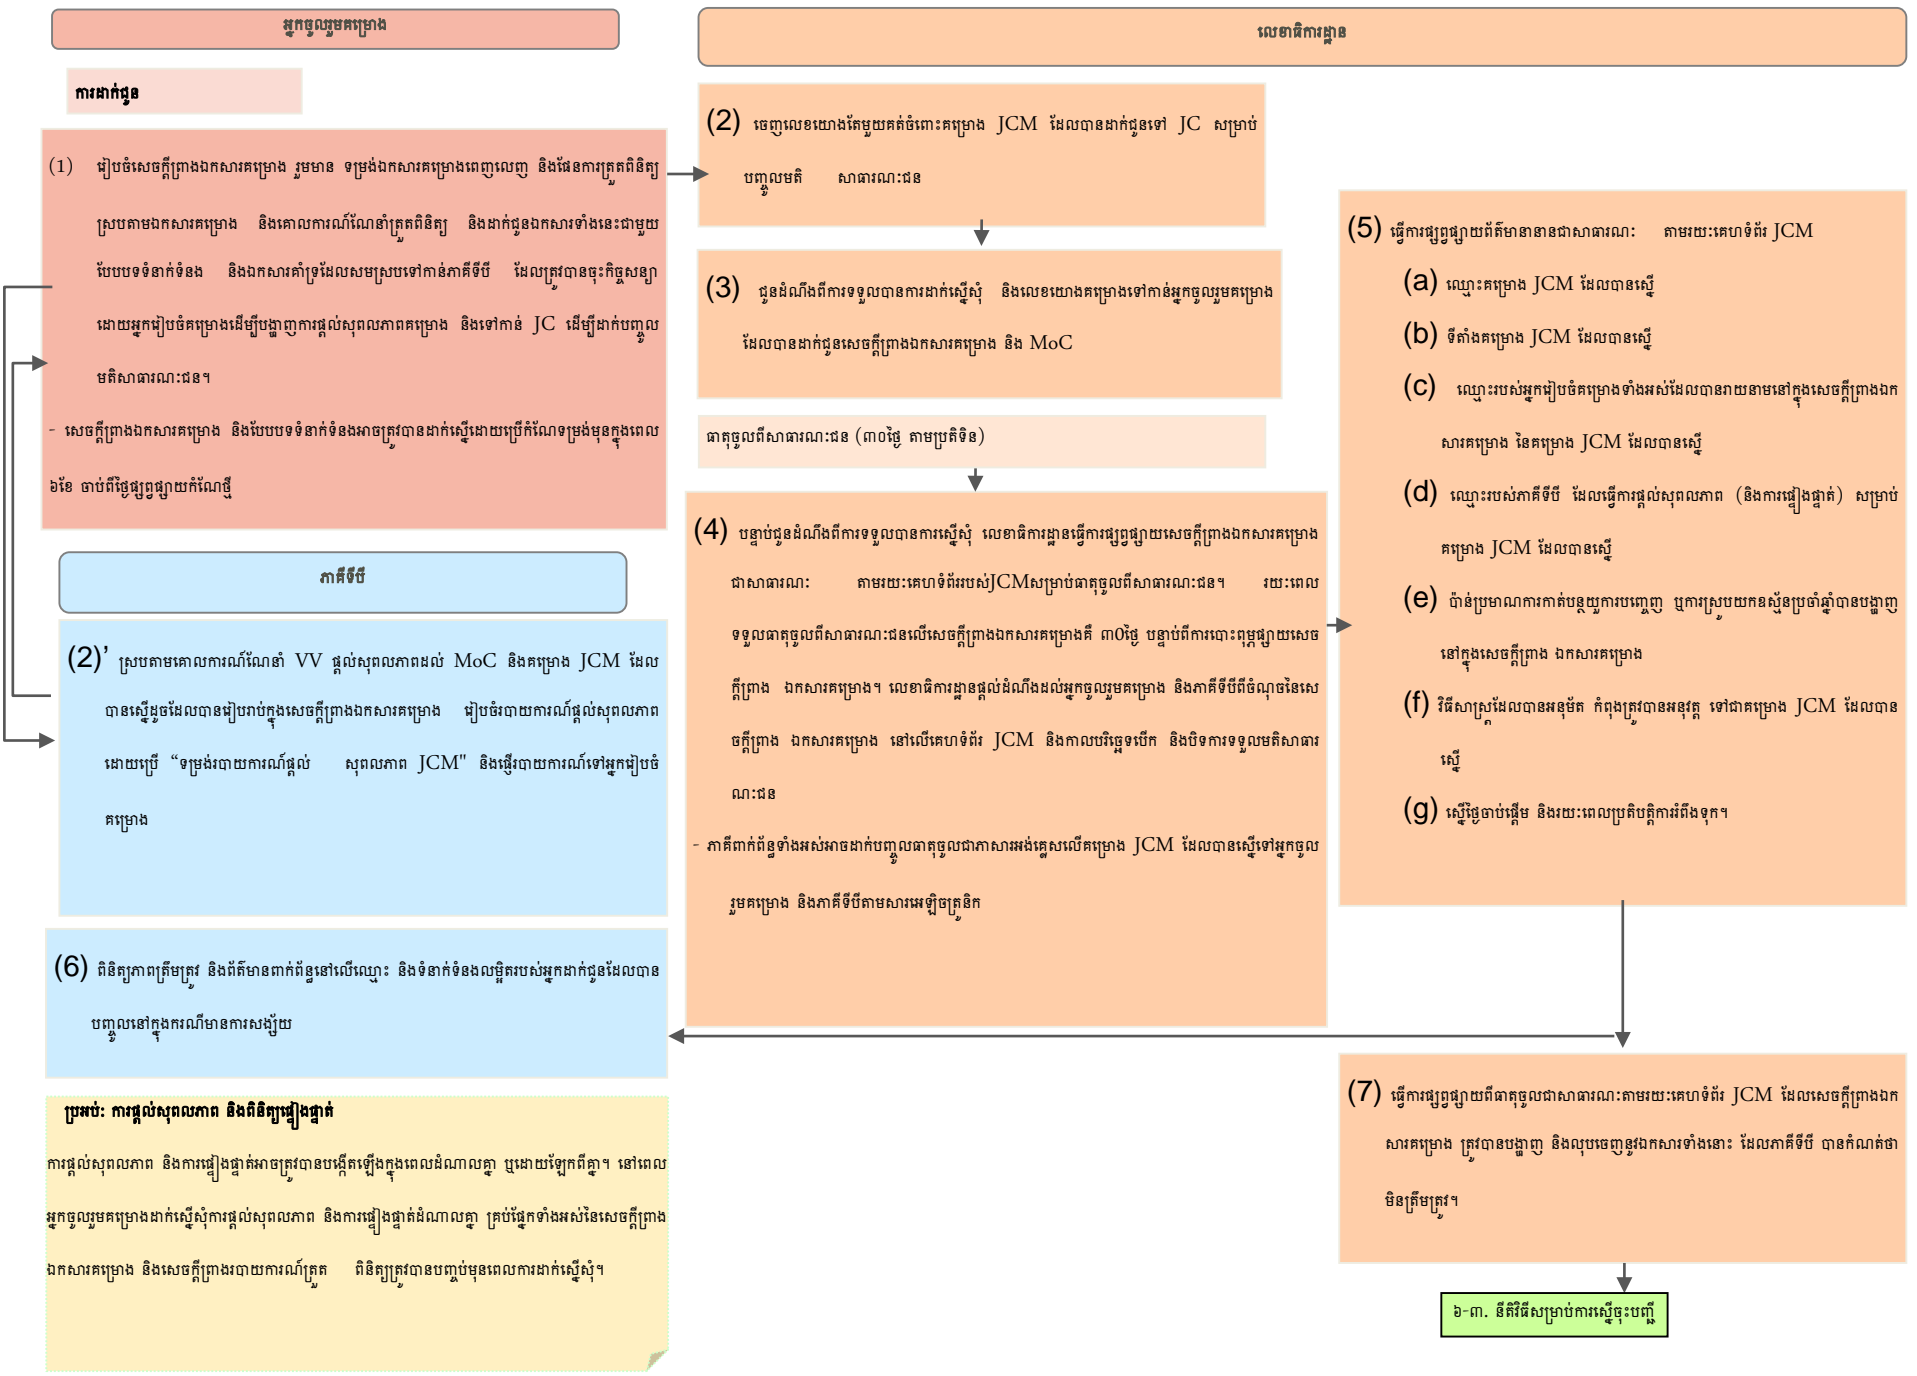 អ្នកចូលរួមគម្រោង
ការដាក់ជូន
(1) រៀបចំសេចក្តីព្រាងឯកសារគម្រោង រួមមាន ទម្រង់ឯកសារគម្រោងពេញលេញ និងផែនការត្រួតពិនិត្យ
ស្របតាមឯកសារគម្រោង និងគោលការណ៍ណែនាំត្រួតពិនិត្យ និងដាក់ជូនឯកសារទាំងនេះជាមួយ
បែបបទទំនាក់ទំនង និងឯកសារគាំទ្រដែលសមស្របទៅកាន់ភាគីទីបី ដែលត្រូវបានចុះកិច្ចសន្យា
ដោយអ្នករៀបចំគម្រោងដើម្បីបង្ហាញការផ្តល់សុពលភាពគម្រោង និងទៅកាន់ JC ដើម្បីដាក់បញ្ចូល
មតិសាធារណៈជន។
- សេចក្តីព្រាងឯកសារគម្រោង និងបែបបទទំនាក់ទំនងអាចត្រូវបានដាក់ស្នើដោយប្រើកំណែទម្រង់មុនក្នុងពេល
៦ខែ ចាប់ពីថ្ងៃផ្សព្វផ្សាយកំណែថ្មី
ភាគីទីបី
(2)’ ស្របតាមគោលការណ៍ណែនាំ VV ផ្តល់សុពលភាពដល់ MoC និងគម្រោង JCM ដែល
បានស្នើដូចដែលបានរៀបរាប់ក្នុងសេចក្តីព្រាងឯកសារគម្រោង រៀបចំរបាយការណ៍ផ្តល់សុពលភាព
ដោយប្រើ “ទម្រង់របាយការណ៍ផ្តល់ សុពលភាព JCM" និងផ្ញើរបាយការណ៍ទៅអ្នករៀបចំ
គម្រោង
(6) ពិនិត្យភាពត្រឹមត្រូវ និងព័ត៌មានពាក់ព័ន្ធនៅលើឈ្មោះ និងទំនាក់ទំនងលម្អិតរបស់អ្នកដាក់ជូនដែលបាន
បញ្ចូលនៅក្នុងករណីមានការសង្ស័យ
ប្រអប់: ការផ្តល់សុពលភាព និងពិនិត្យផ្ទៀងផ្ទាត់
ការផ្តល់សុពលភាព និងការផ្ទៀងផ្ទាត់អាចត្រូវបានបង្កើតឡើងក្នុងពេលដំណាលគ្នា ឬដោយឡែកពីគ្នា។ នៅពេល
អ្នកចូលរួមគម្រោងដាក់ស្នើសុំការផ្តល់សុពលភាព និងការផ្ទៀងផ្ទាត់ដំណាលគ្នា គ្រប់ផ្នែកទាំងអស់នៃសេចក្តីព្រាង
ឯកសារគម្រោង និងសេចក្តីព្រាងរបាយការណ៍ត្រួត ពិនិត្យត្រូវបានបញ្ចប់មុនពេលការដាក់ស្នើសុំ។
លេខាធិការដ្ឋាន
(2) ចេញលេខយោងតែមួយគត់ចំពោះគម្រោង JCM ដែលបានដាក់ជូនទៅ JC សម្រាប់
បញ្ចូលមតិ សាធារណៈជន
(3) ជូនដំណឹងពីការទទួលបានការដាក់ស្នើសុំ និងលេខយោងគម្រោងទៅកាន់អ្នកចូលរួមគម្រោង
ដែលបានដាក់ជូនសេចក្តីព្រាងឯកសារគម្រោង និង MoC
ធាតុចូលពីសាធារណៈជន (៣០ថ្ងៃ តាមប្រតិទិន)
(4) បន្ទាប់ជូនដំណឹងពីការទទួលបានការស្នើសុំ លេខាធិការដ្ឋានធ្វើការផ្សព្វផ្សាយសេចក្តីព្រាងឯកសារគម្រោង
ជាសាធារណៈ តាមរយៈគេហទំព័ររបស់JCMសម្រាប់ធាតុចូលពីសាធារណៈជន។ រយៈពេល
ទទួលធាតុចូលពីសាធារណៈជនលើសេចក្តីព្រាងឯកសារគម្រោងគឺ ៣0ថ្ងៃ បន្ទាប់ពីការបោះពុម្ពផ្សាយសេច
ក្តីព្រាង ឯកសារគម្រោង។ លេខាធិការដ្ឋានផ្តល់ដំណឹងដល់អ្នកចូលរួមគម្រោង និងភាគីទីបីពីចំណុចនៃសេ
ចក្តីព្រាង ឯកសារគម្រោង នៅលើគេហទំព័រ JCM និងកាលបរិច្ឆេទបើក និងបិទការទទួលមតិសាធារ
ណៈជន
- ភាគីពាក់ព័ន្ធទាំងអស់អាចដាក់បញ្ចូលធាតុចូលជាភាសារអង់គ្លេសលើគម្រោង JCM ដែលបានស្នើទៅអ្នកចូល
រួមគម្រោង និងភាគីទីបីតាមសារអេឡិចត្រូនិក
(5) ធ្វើការផ្សព្វផ្សាយព័ត៌មានានានជាសាធារណៈ តាមរយៈគេហទំព័រ JCM
(a) ឈ្មោះគម្រោង JCM ដែលបានស្នើ
(b) ទីតាំងគម្រោង JCM ដែលបានស្នើ
(c) ឈ្មោះរបស់អ្នករៀបចំគម្រោងទាំងអស់ដែលបានរាយនាមនៅក្នុងសេចក្តីព្រាងឯក
សារគម្រោង នៃគម្រោង JCM ដែលបានស្នើ
(d) ឈ្មោះរបស់ភាគីទីបី ដែលធ្វើការផ្តល់សុពលភាព (និងការផ្ទៀងផ្ទាត់) សម្រាប់
គម្រោង JCM ដែលបានស្នើ
(e) ប៉ាន់ប្រមាណការកាត់បន្ថយការបញ្ចេញ ឬការស្រូបយកឧស្ម័នប្រចាំឆ្នាំបានបង្ហាញ
នៅក្នុងសេចក្តីព្រាង ឯកសារគម្រោង
(f) វិធីសាស្ត្រដែលបានអនុម័ត កំពុងត្រូវបានអនុវត្ត ទៅជាគម្រោង JCM ដែលបាន
ស្នើ
(g) ស្នើថ្ងៃចាប់ផ្តើម និងរយៈពេលប្រតិបត្តិការរំពឹងទុក។
(7) ធ្វើការផ្សព្វផ្សាយពីធាតុចូលជាសាធារណៈតាមរយៈគេហទំព័រ JCM ដែលសេចក្តីព្រាងឯក
សារគម្រោង ត្រូវបានបង្ហាញ និងលុបចេញនូវឯកសារទាំងនោះ ដែលភាគីទីបី បានកំណត់ថា
មិនត្រឹមត្រូវ។
៦-៣. នីតិវិធីសម្រាប់ការស្នើចុះបញ្ជី